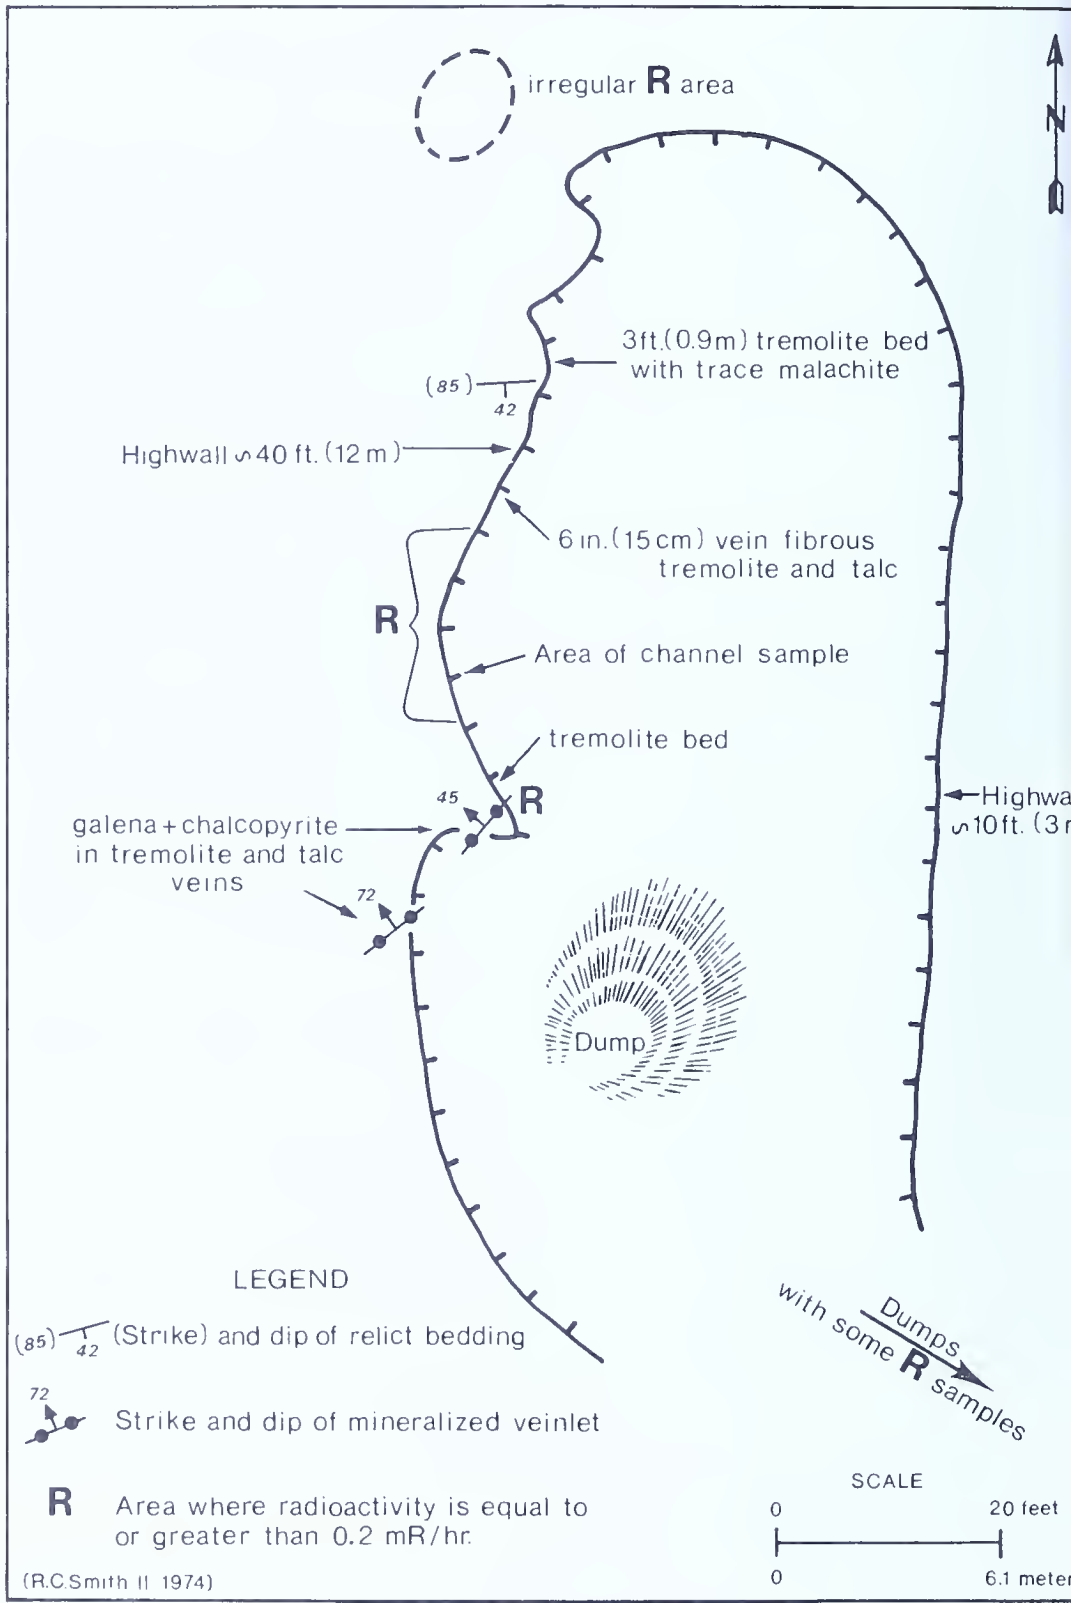 irregular R area
N
3ft.(0.9m) tremolite bed
with trace malachite
(85)
42
Highwall ∽40 ft. (12 m)
6 in.(15 cm) vein fibrous
tremolite and talc
R
Area of channel sample
tremolite bed
45
R
galena + chalcopyrite
in tremolite and talc
veins
72
Highwa
∽10ft. (3
Dump
LEGEND
(85) 42 (Strike) and dip of relict bedding
72
Strike and dip of mineralized veinlet
R Area where radioactivity is equal to
or greater than 0.2 mR/hr.
(R.C.Smith II 1974)
Dumps
with some R samples
SCALE
0 20 feet
0 6.1 meter